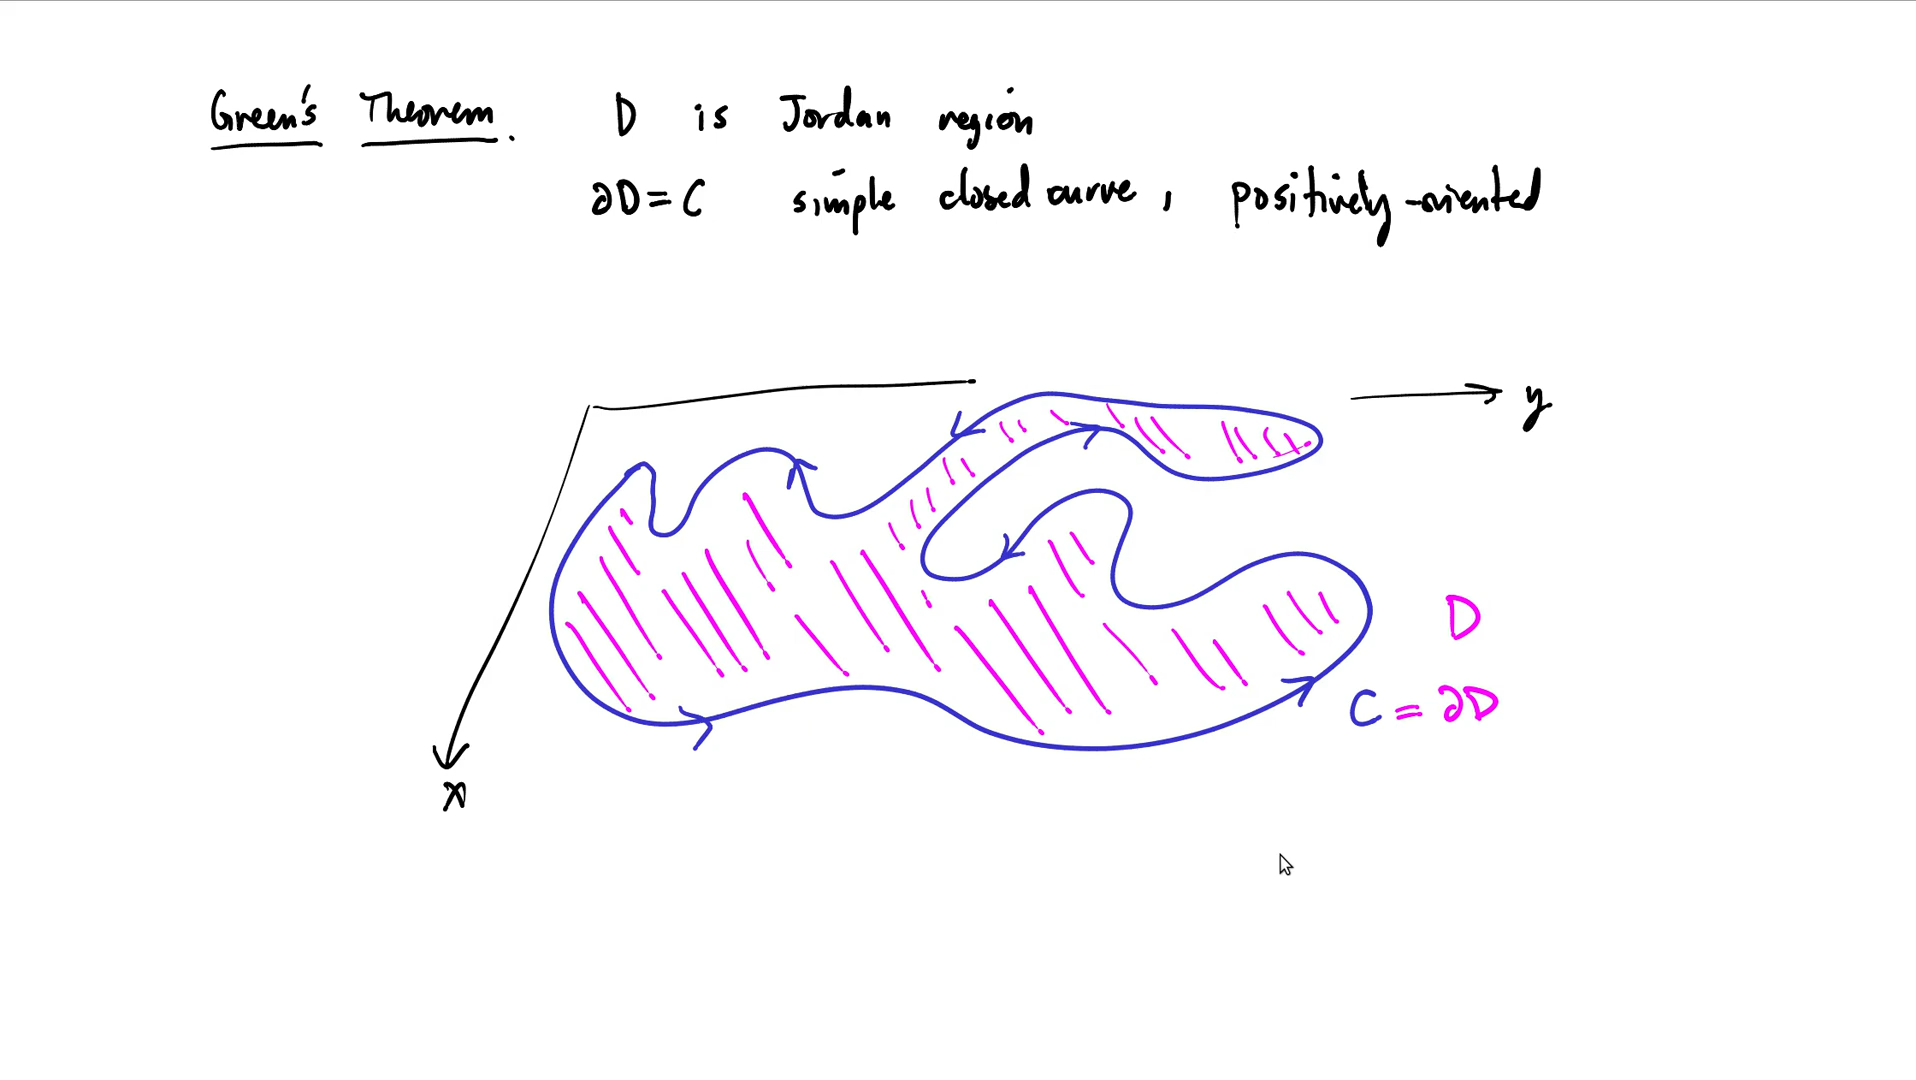 Green's Theorem. D is Jordan region
∂D = C simple closed curve, positively-oriented
y
D
C = ∂D
x